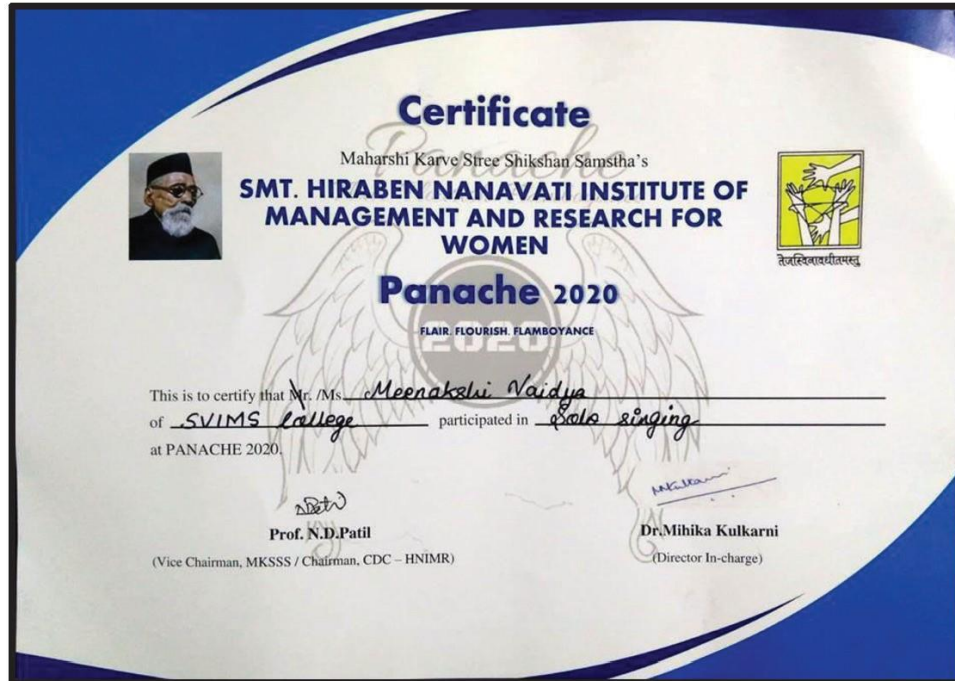 Certificate
Panache
Maharshi Karve Stree Shikshan Samstha's
SMT. HIRABEN NANAVATI INSTITUTE OF
MANAGEMENT AND RESEARCH FOR
WOMEN
तेजस्विनावधीतमस्तु
Panache 2020
FLAIR. FLOURISH. FLAMBOYANCE
2020
This is to certify that Mr. /Ms. Meenakshi Vaidya
of SVIMS College participated in Solo singing
at PANACHE 2020.
Prof. N.D.Patil
(Vice Chairman, MKSSS / Chairman, CDC – HNIMR)
Dr.Mihika Kulkarni
(Director In-charge)